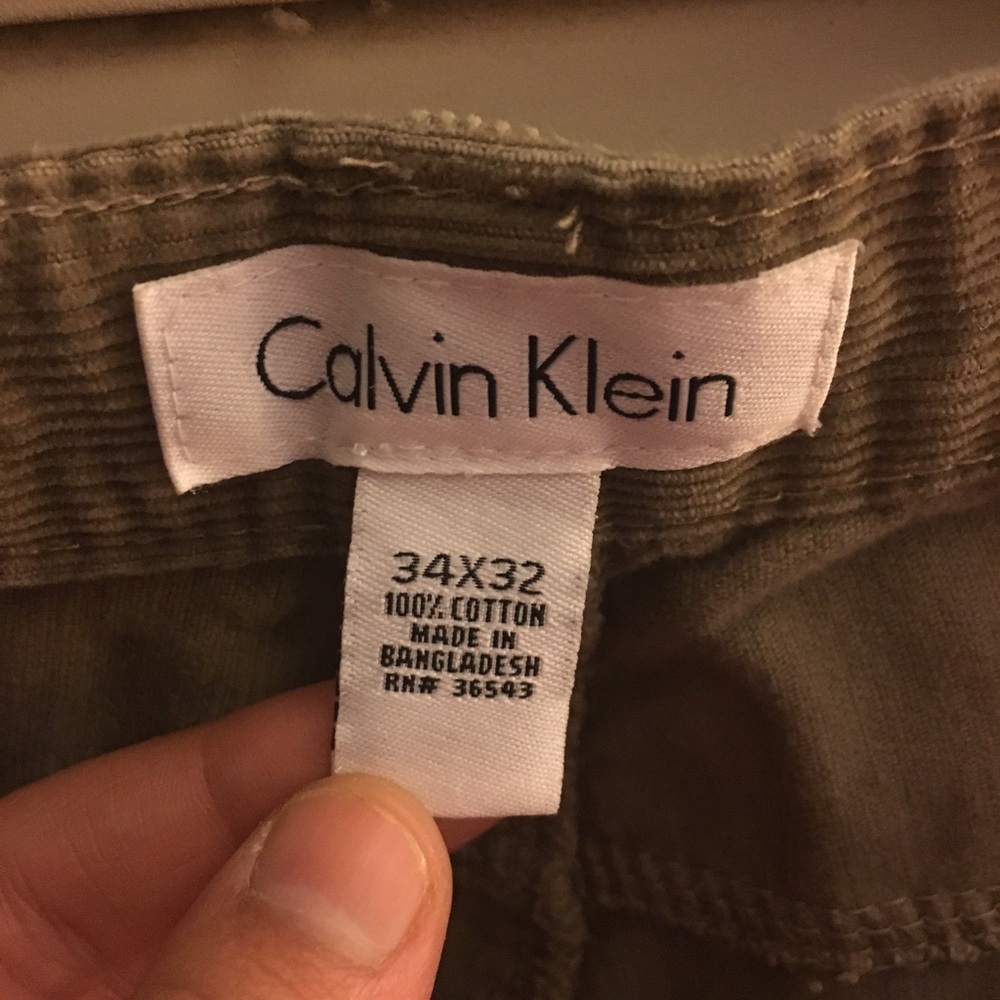 Calvin Klein
34X32
100% COTTON
MADE IN
BANGLADESH
RN# 36543